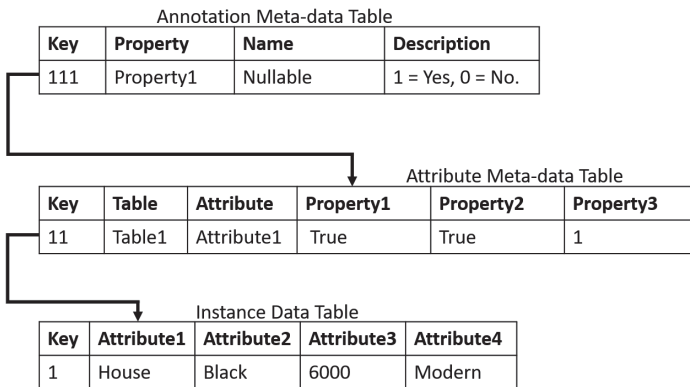 Annotation Meta-data Table
Key Property Name Description
111 Property1 Nullable 1 = Yes, 0 = No.
Attribute Meta-data Table
Key Table Attribute Property1 Property2 Property3
11 Table1 Attribute1 True True 1
Instance Data Table
Key Attribute1 Attribute2 Attribute3 Attribute4
1 House Black 6000 Modern